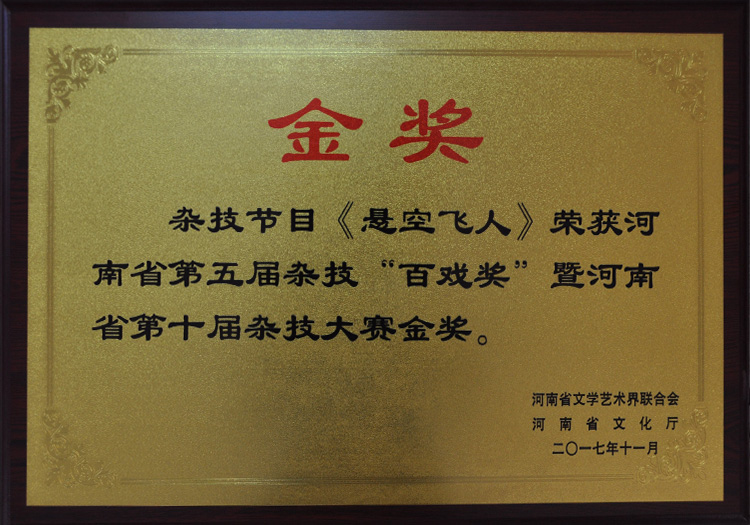 金奖
杂技节目《悬空飞人》荣获河
南省第五届杂技“百戏奖”暨河南
省第十届杂技大赛金奖。
河南省文学艺术界联合会
河南省文化厅
二〇一七年十一月